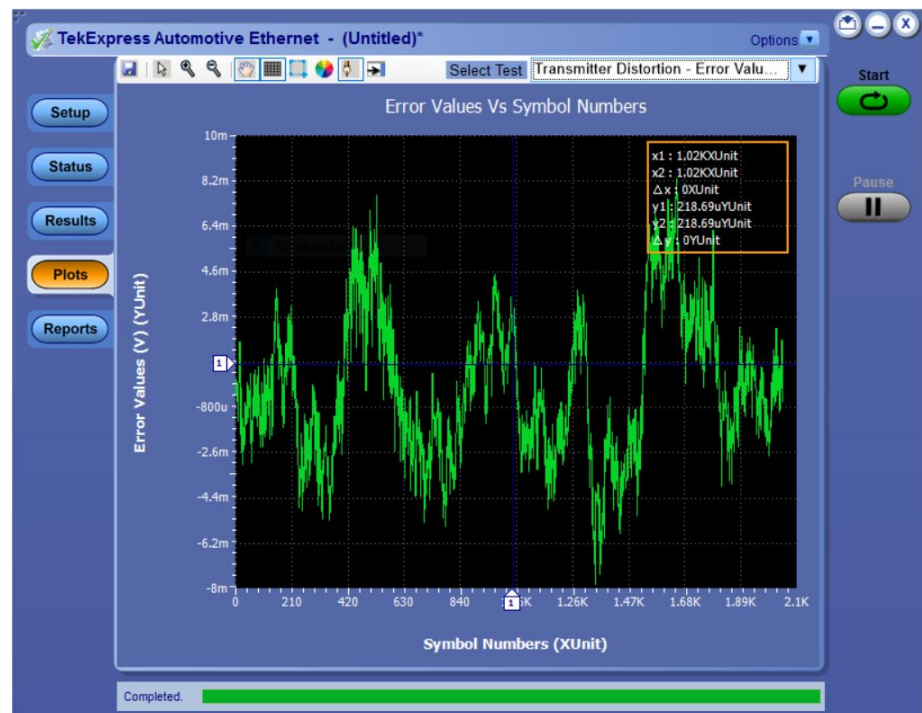 TekExpress Automotive Ethernet - (Untitled)*
Options
Select Test
Transmitter Distortion - Error Valu...
Start
Pause
Setup
Status
Results
Plots
Reports
Error Values Vs Symbol Numbers
x1 : 1.02KXUnit
x2 : 1.02KXUnit
Δx : 0XUnit
y1 : 218.69uYUnit
y2 : 218.69uYUnit
Δy : 0YUnit
Error Values (V) (YUnit)
10m
8.2m
6.4m
4.6m
2.8m
1
-800u
-2.6m
-4.4m
-6.2m
-8m
0 210 420 630 840 1 1.26K 1.47K 1.68K 1.89K 2.1K
Symbol Numbers (XUnit)
Completed.